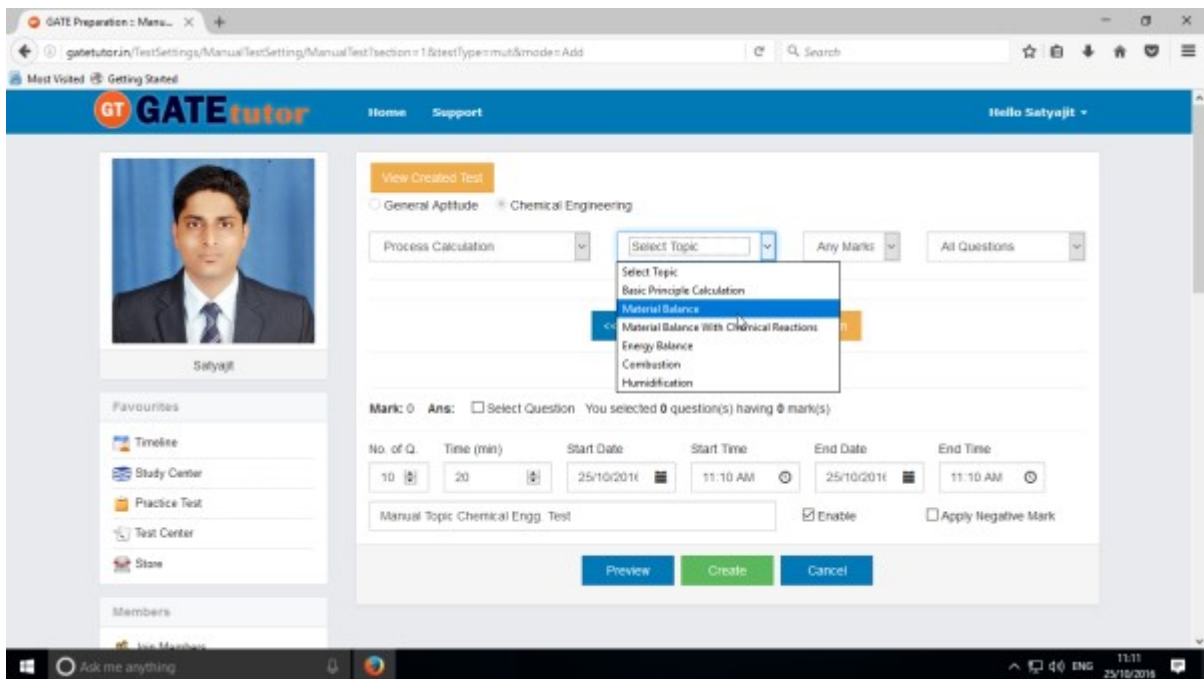 GATE Preparation :: Manu...
gatetutor.in/TestSettings/ManualTestSetting/ManualTest?section=1&testType=mut&mode=Add
Search
Most Visited Getting Started
GT GATEtutor Home Support Hello Satyajit
View Created Test
General Aptitude Chemical Engineering
Process Calculation Select Topic Any Marks All Questions
Select Topic
Basic Principle Calculation
Material Balance
<<
Material Balance With Chemical Reactions
Energy Balance
Combustion
Humidification
Satyajit
Favourites
Timeline
Study Center
Practice Test
Test Center
Store
Members
Join Members
Mark: 0 Ans: Select Question You selected 0 question(s) having 0 mark(s)
No. of Q. Time (min) Start Date Start Time End Date End Time
10 20 25/10/2016 11:10 AM 25/10/2016 11:10 AM
Manual Topic Chemical Engg. Test Enable Apply Negative Mark
Preview Create Cancel
Ask me anything ENG 11:11
25/10/2016